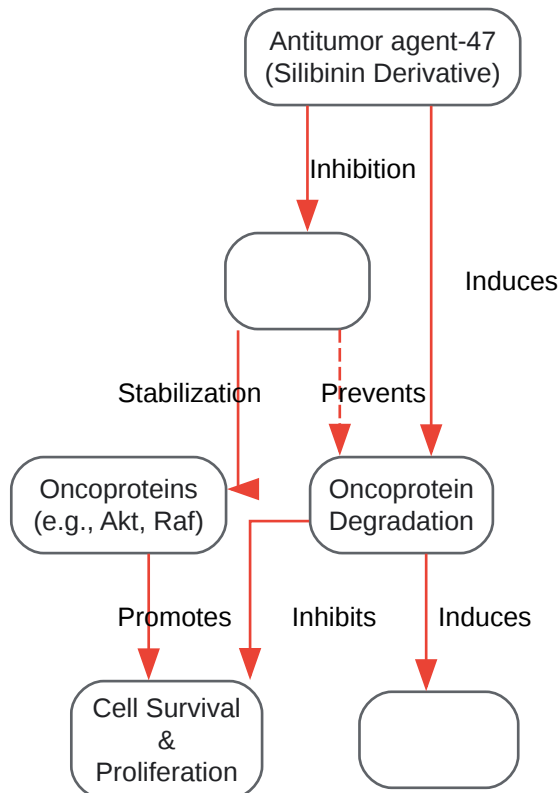 Antitumor agent-47
(Silibinin Derivative)
Inhibition
Induces
Stabilization
Prevents
Oncoproteins
(e.g., Akt, Raf)
Oncoprotein
Degradation
Promotes
Inhibits
Induces
Cell Survival
&
Proliferation